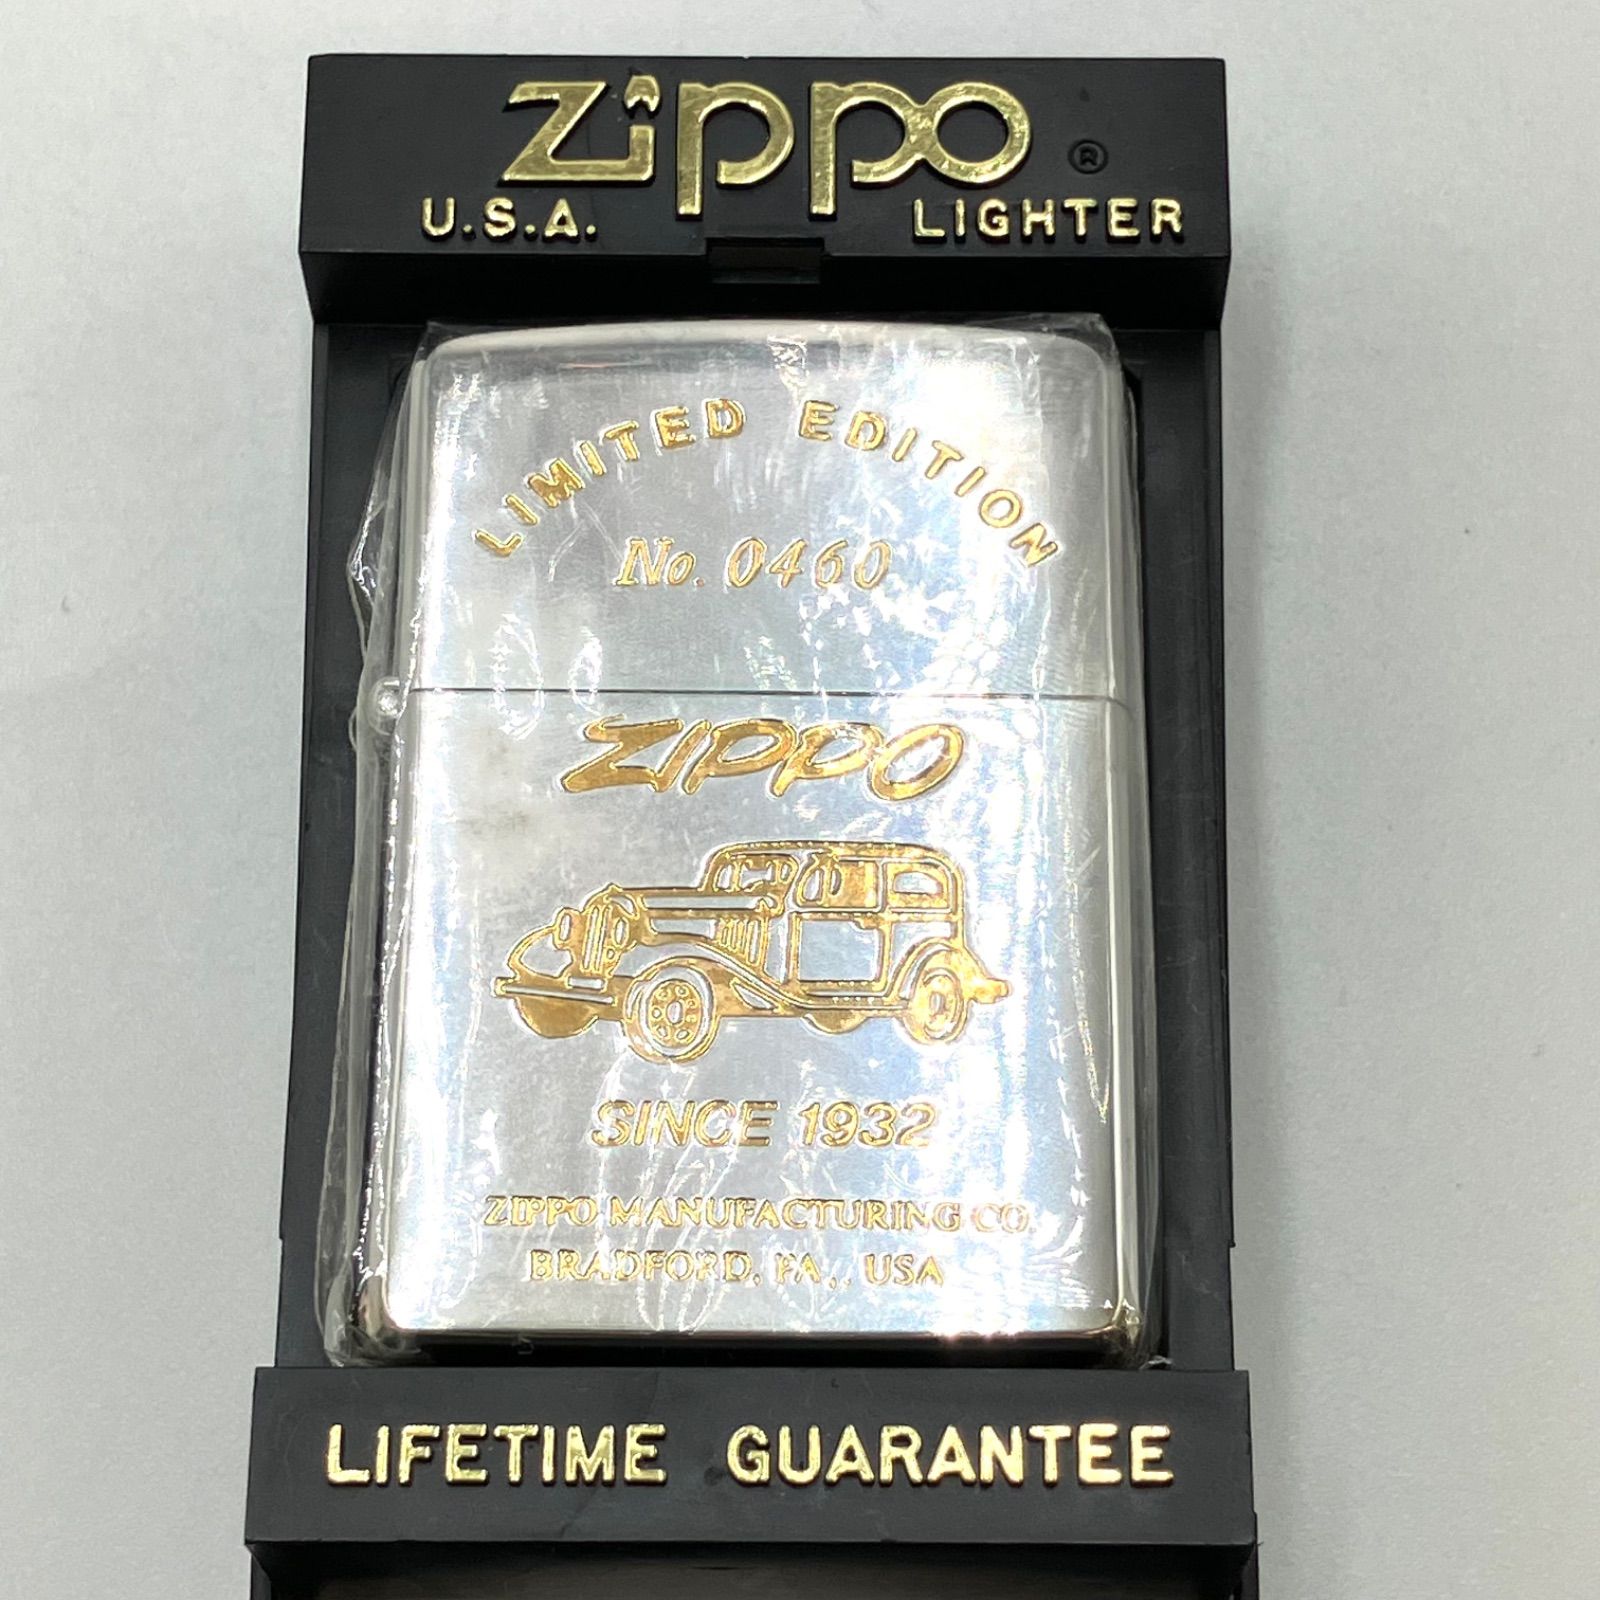 Zippo ®
U.S.A. LIGHTER
LIMITED EDITION
No. 0460
ZIPPO
SINCE 1932
ZIPPO MANUFACTURING CO.
BRADFORD, PA,. USA
LIFETIME GUARANTEE